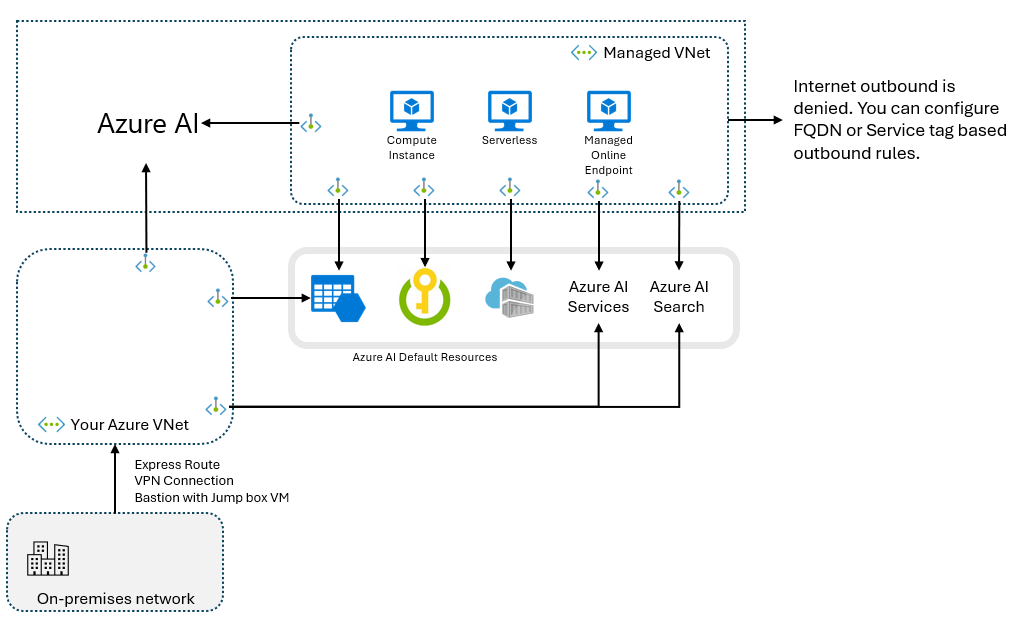 Managed VNet
Azure AI
Compute
Instance
Serverless
Managed
Online
Endpoint
Internet outbound is
denied. You can configure
FQDN or Service tag based
outbound rules.
Azure AI
Services
Azure AI
Search
Azure AI Default Resources
Your Azure VNet
Express Route
VPN Connection
Bastion with Jump box VM
On-premises network